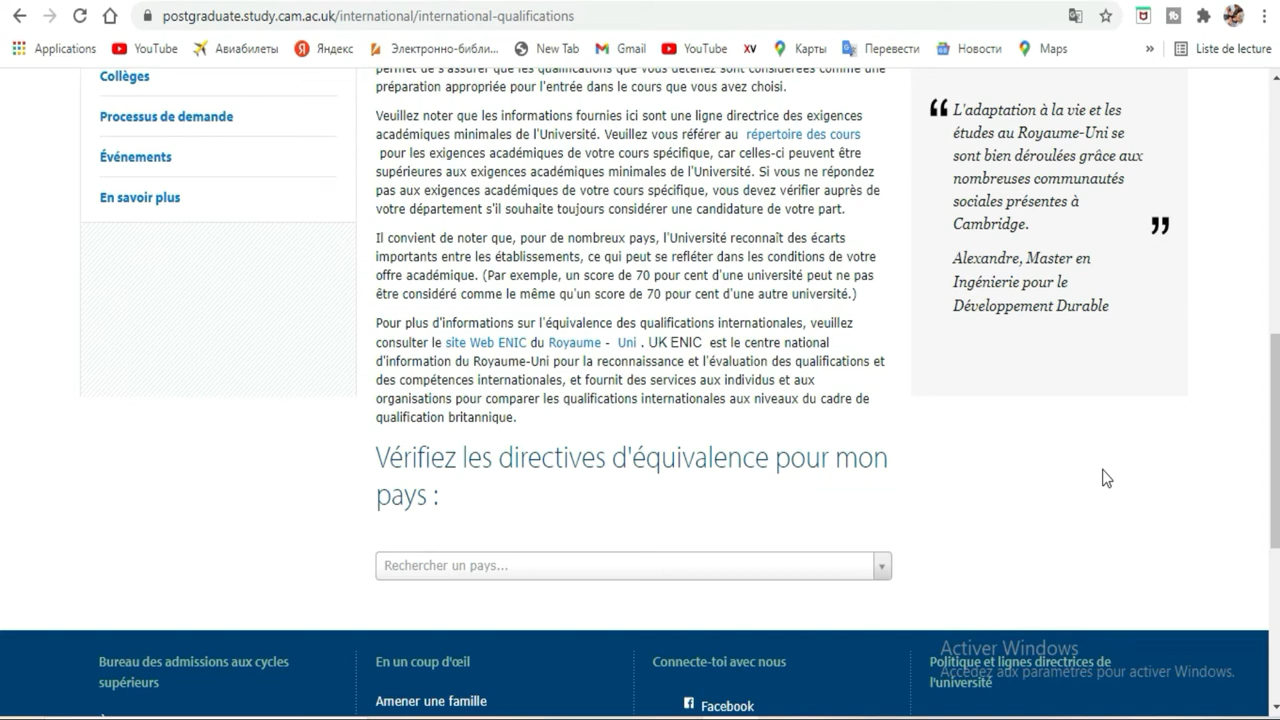 postgraduate.study.cam.ac.uk/international/international-qualifications
Applications YouTube Авиабилеты Яндекс Электронно-библи... New Tab Gmail YouTube XV Карты Перевести Новости Maps » Liste de lecture
Collèges
Processus de demande
Événements
En savoir plus
permet de s'assurer que les qualifications que vous détenez sont considérées comme une
préparation appropriée pour l'entrée dans le cours que vous avez choisi.
Veuillez noter que les informations fournies ici sont une ligne directrice des exigences
académiques minimales de l'Université. Veuillez vous référer au répertoire des cours
pour les exigences académiques de votre cours spécifique, car celles-ci peuvent être
supérieures aux exigences académiques minimales de l'Université. Si vous ne répondez
pas aux exigences académiques de votre cours spécifique, vous devez vérifier auprès de
votre département s'il souhaite toujours considérer une candidature de votre part.
Il convient de noter que, pour de nombreux pays, l'Université reconnaît des écarts
importants entre les établissements, ce qui peut se refléter dans les conditions de votre
offre académique. (Par exemple, un score de 70 pour cent d'une université peut ne pas
être considéré comme le même qu'un score de 70 pour cent d'une autre université.)
Pour plus d'informations sur l'équivalence des qualifications internationales, veuillez
consulter le site Web ENIC du Royaume - Uni . UK ENIC est le centre national
d'information du Royaume-Uni pour la reconnaissance et l'évaluation des qualifications et
des compétences internationales, et fournit des services aux individus et aux
organisations pour comparer les qualifications internationales aux niveaux du cadre de
qualification britannique.
Vérifiez les directives d'équivalence pour mon
pays :
Rechercher un pays...
“ L'adaptation à la vie et les
études au Royaume-Uni se
sont bien déroulées grâce aux
nombreuses communautés
sociales présentes à
Cambridge. ”
Alexandre, Master en
Ingénierie pour le
Développement Durable
Bureau des admissions aux cycles
supérieurs
En un coup d'œil
Amener une famille
Connecte-toi avec nous
Facebook
Politique et lignes directrices de
l'université
Activer Windows
Accédez aux paramètres pour activer Windows.